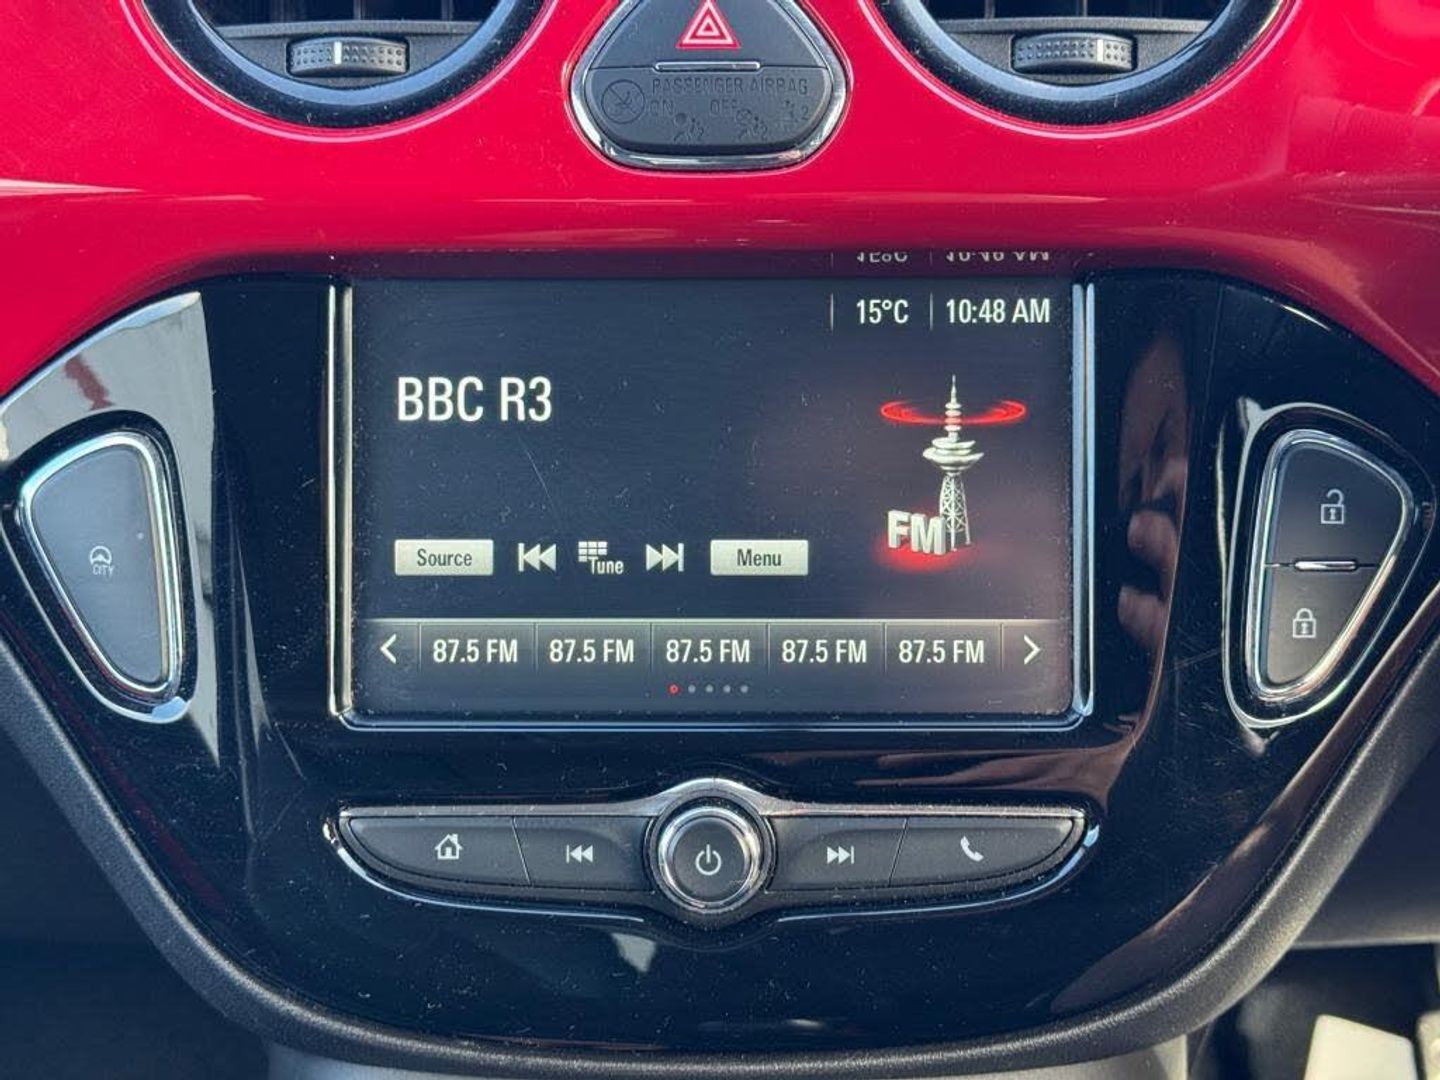 PASSENGER AIRBAG
ON OFF
15°C 10:48 AM
BBC R3
FM
Source Tune Menu
87.5 FM 87.5 FM 87.5 FM 87.5 FM 87.5 FM
CITY